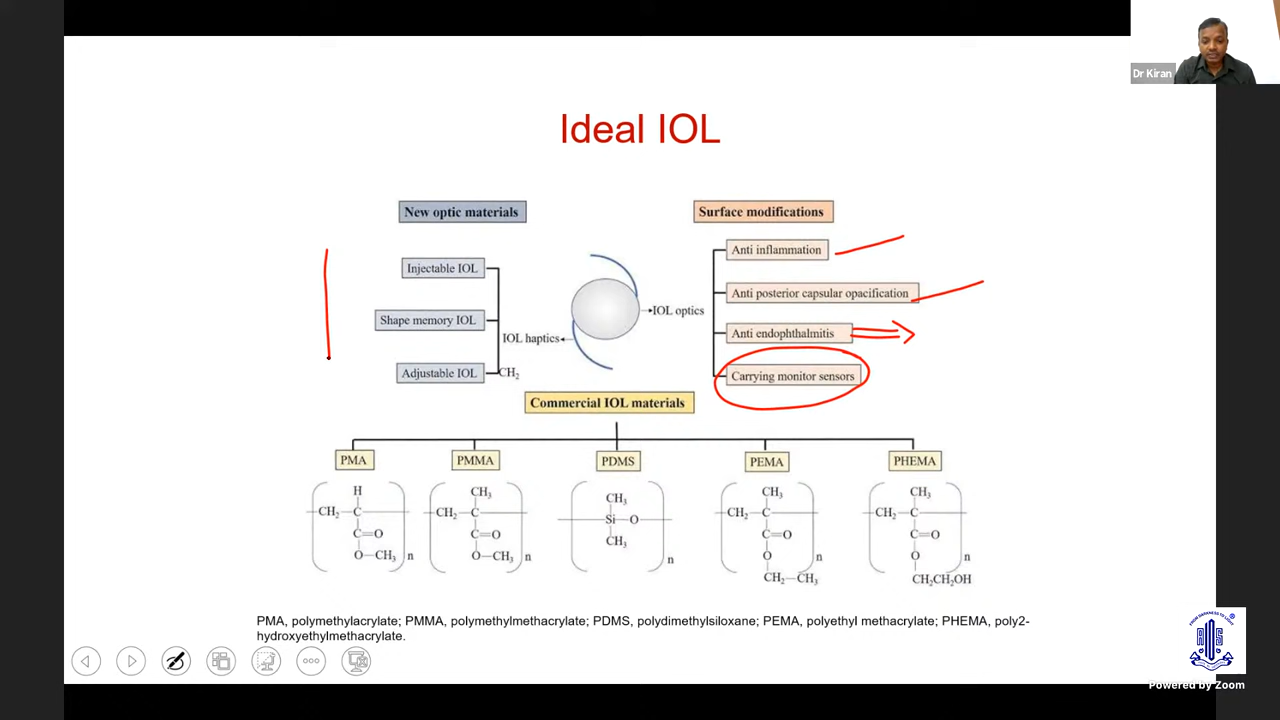 Dr Kiran
Ideal IOL
New optic materials
Surface modifications
Injectable IOL
Shape memory IOL
Adjustable IOL
CH₂
IOL haptics
IOL optics
Anti inflammation
Anti posterior capsular opacification
Anti endophthalmitis
Carrying monitor sensors
Commercial IOL materials
PMA
PMMA
PDMS
PEMA
PHEMA
H
CH₂
C
C=O
O—CH₃
n
CH₃
CH₂
C
C=O
O—CH₃
n
CH₃
Si—O
CH₃
n
CH₃
CH₂
C
C=O
O
CH₂—CH₃
n
CH₃
CH₂
C
C=O
O
CH₂CH₂OH
n
PMA, polymethylacrylate; PMMA, polymethylmethacrylate; PDMS, polydimethylsiloxane; PEMA, polyethyl methacrylate; PHEMA, poly2-
hydroxyethylmethacrylate.
Powered by Zoom